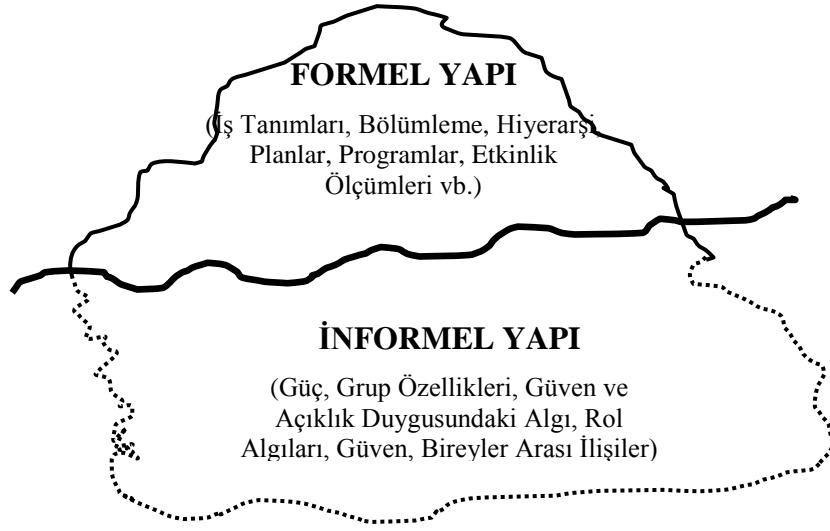 FORMEL YAPI
(İş Tanımları, Bölümleme, Hiyerarşi,
Planlar, Programlar, Etkinlik
Ölçümleri vb.)
İNFORMEL YAPI
(Güç, Grup Özellikleri, Güven ve
Açıklık Duygusundaki Algı, Rol
Algıları, Güven, Bireyler Arası İlişiler)